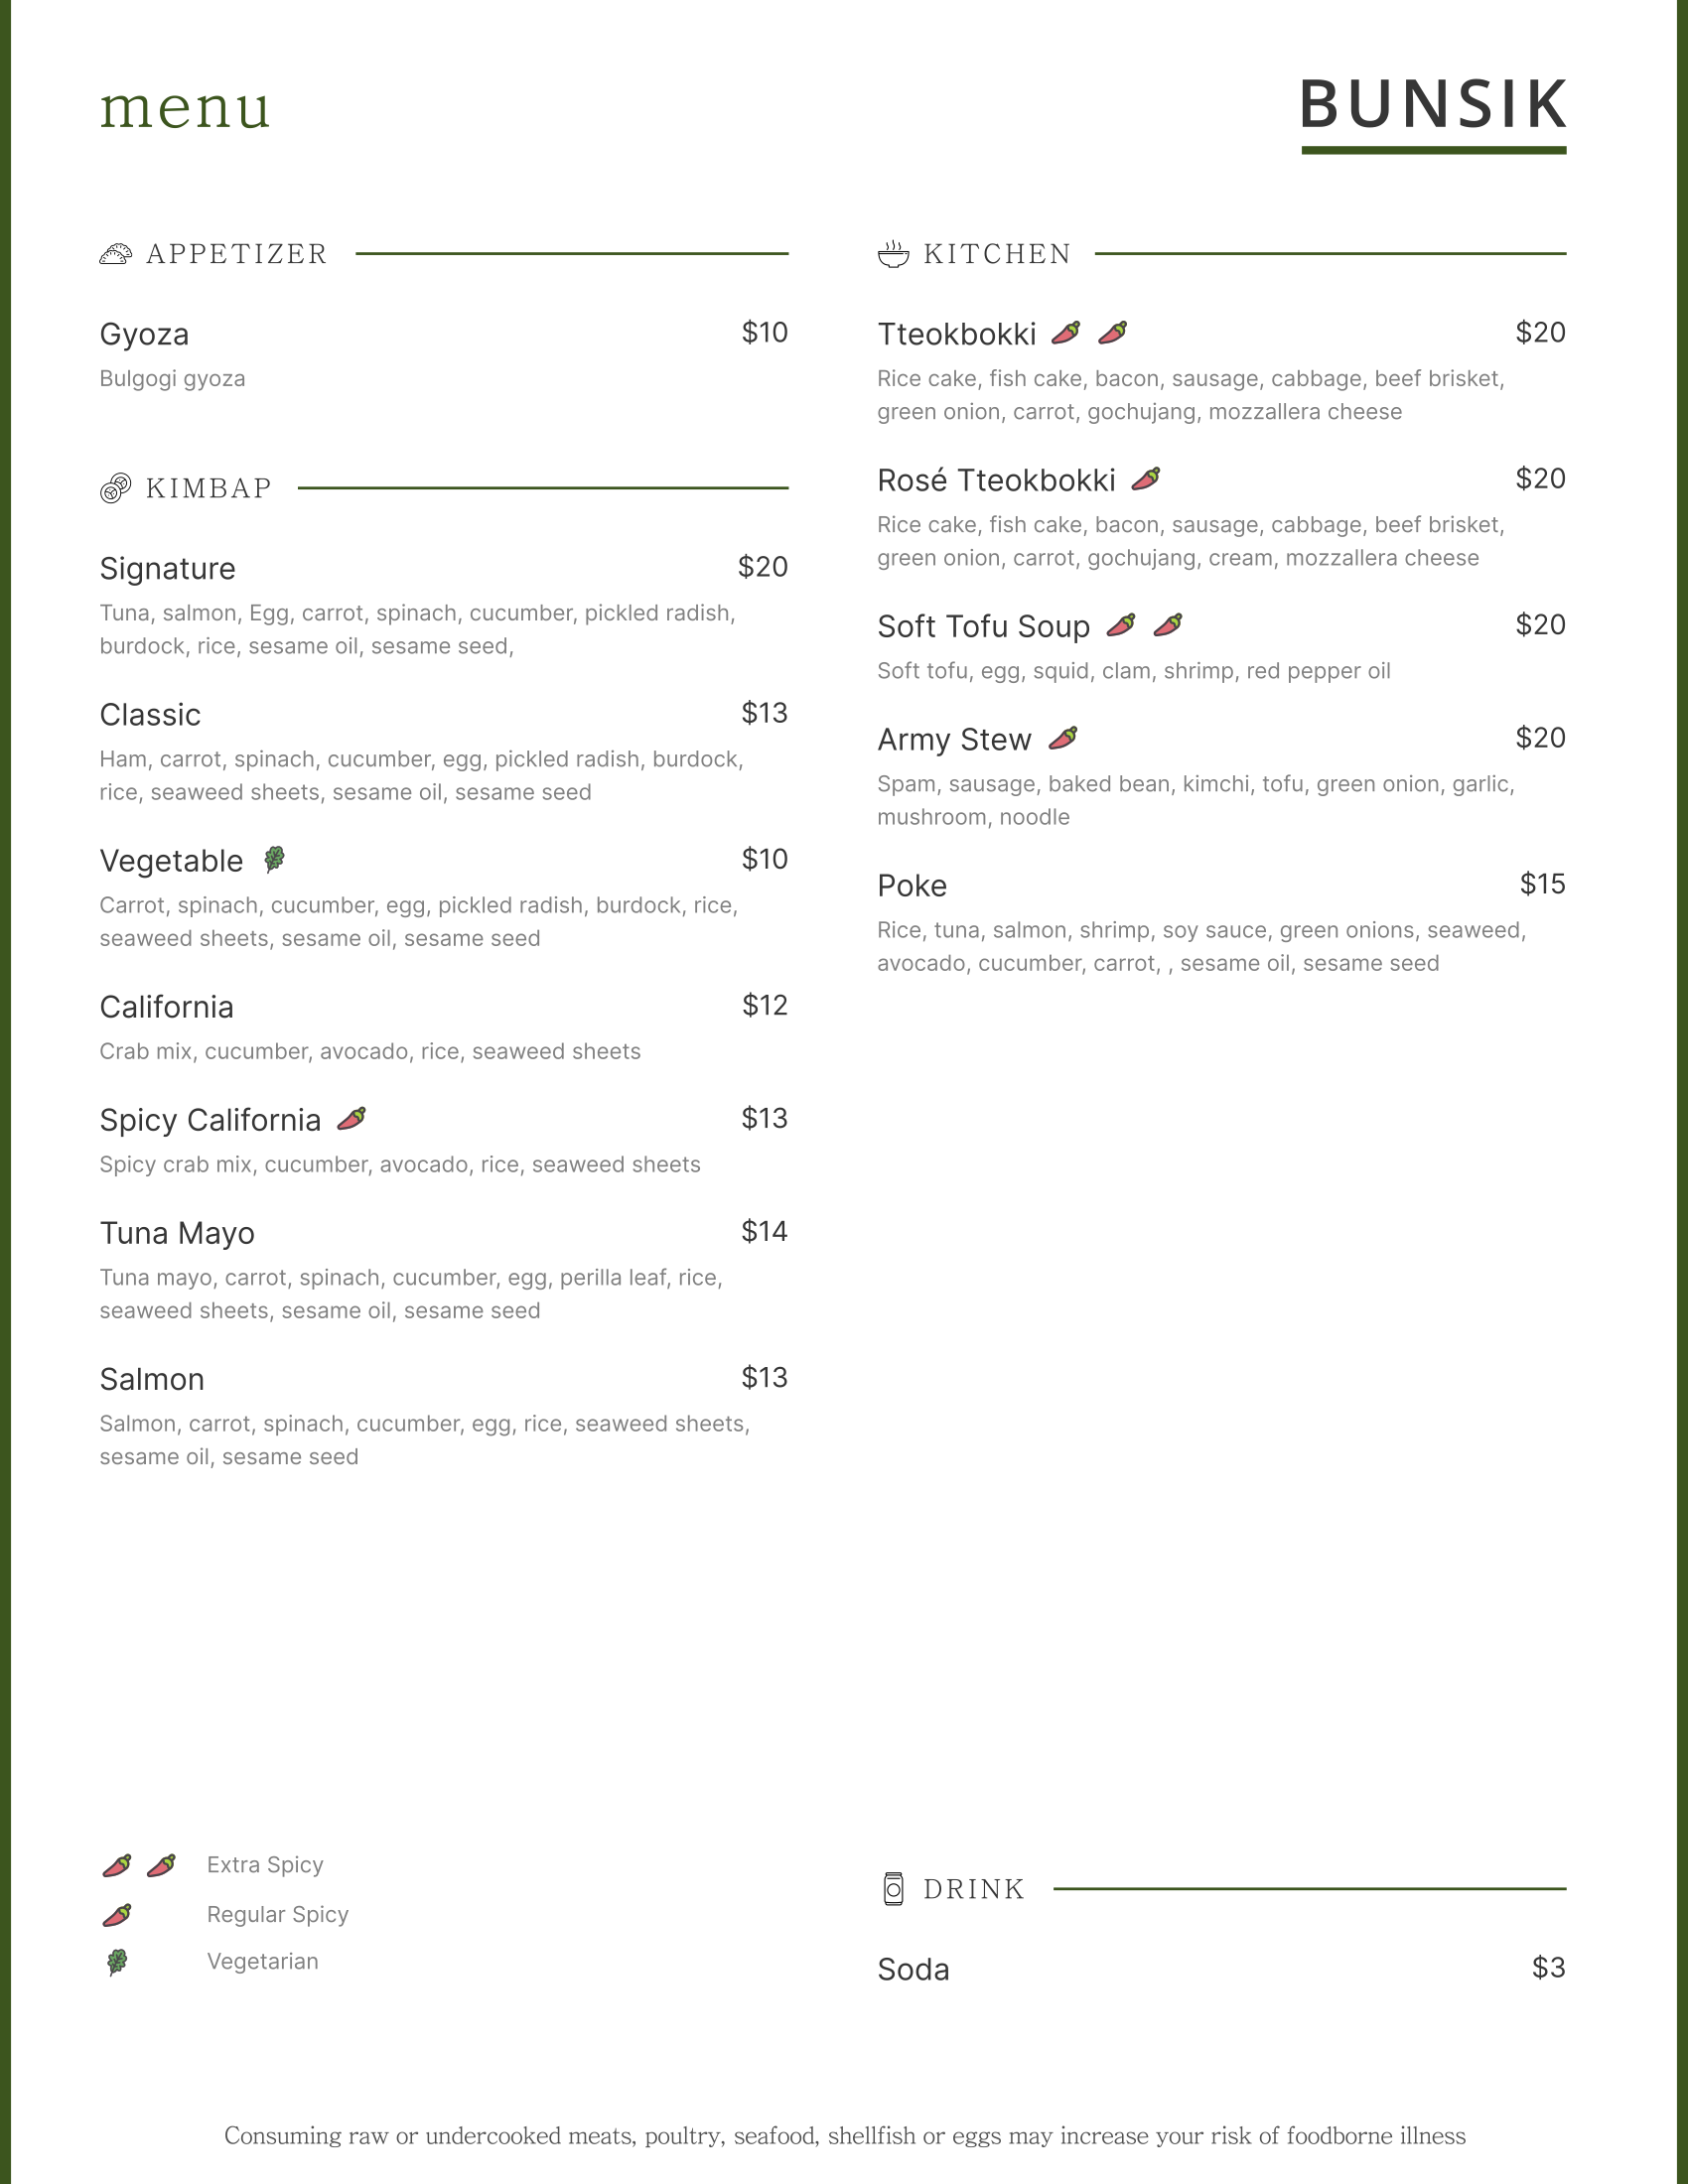 menu
BUNSIK
APPETIZER
Gyoza $10
Bulgogi gyoza
KIMBAP
Signature $20
Tuna, salmon, Egg, carrot, spinach, cucumber, pickled radish,
burdock, rice, sesame oil, sesame seed,
Classic $13
Ham, carrot, spinach, cucumber, egg, pickled radish, burdock,
rice, seaweed sheets, sesame oil, sesame seed
Vegetable $10
Carrot, spinach, cucumber, egg, pickled radish, burdock, rice,
seaweed sheets, sesame oil, sesame seed
California $12
Crab mix, cucumber, avocado, rice, seaweed sheets
Spicy California $13
Spicy crab mix, cucumber, avocado, rice, seaweed sheets
Tuna Mayo $14
Tuna mayo, carrot, spinach, cucumber, egg, perilla leaf, rice,
seaweed sheets, sesame oil, sesame seed
Salmon $13
Salmon, carrot, spinach, cucumber, egg, rice, seaweed sheets,
sesame oil, sesame seed
Extra Spicy
Regular Spicy
Vegetarian
KITCHEN
Tteokbokki $20
Rice cake, fish cake, bacon, sausage, cabbage, beef brisket,
green onion, carrot, gochujang, mozzallera cheese
Rosé Tteokbokki $20
Rice cake, fish cake, bacon, sausage, cabbage, beef brisket,
green onion, carrot, gochujang, cream, mozzallera cheese
Soft Tofu Soup $20
Soft tofu, egg, squid, clam, shrimp, red pepper oil
Army Stew $20
Spam, sausage, baked bean, kimchi, tofu, green onion, garlic,
mushroom, noodle
Poke $15
Rice, tuna, salmon, shrimp, soy sauce, green onions, seaweed,
avocado, cucumber, carrot, , sesame oil, sesame seed
DRINK
Soda $3
Consuming raw or undercooked meats, poultry, seafood, shellfish or eggs may increase your risk of foodborne illness